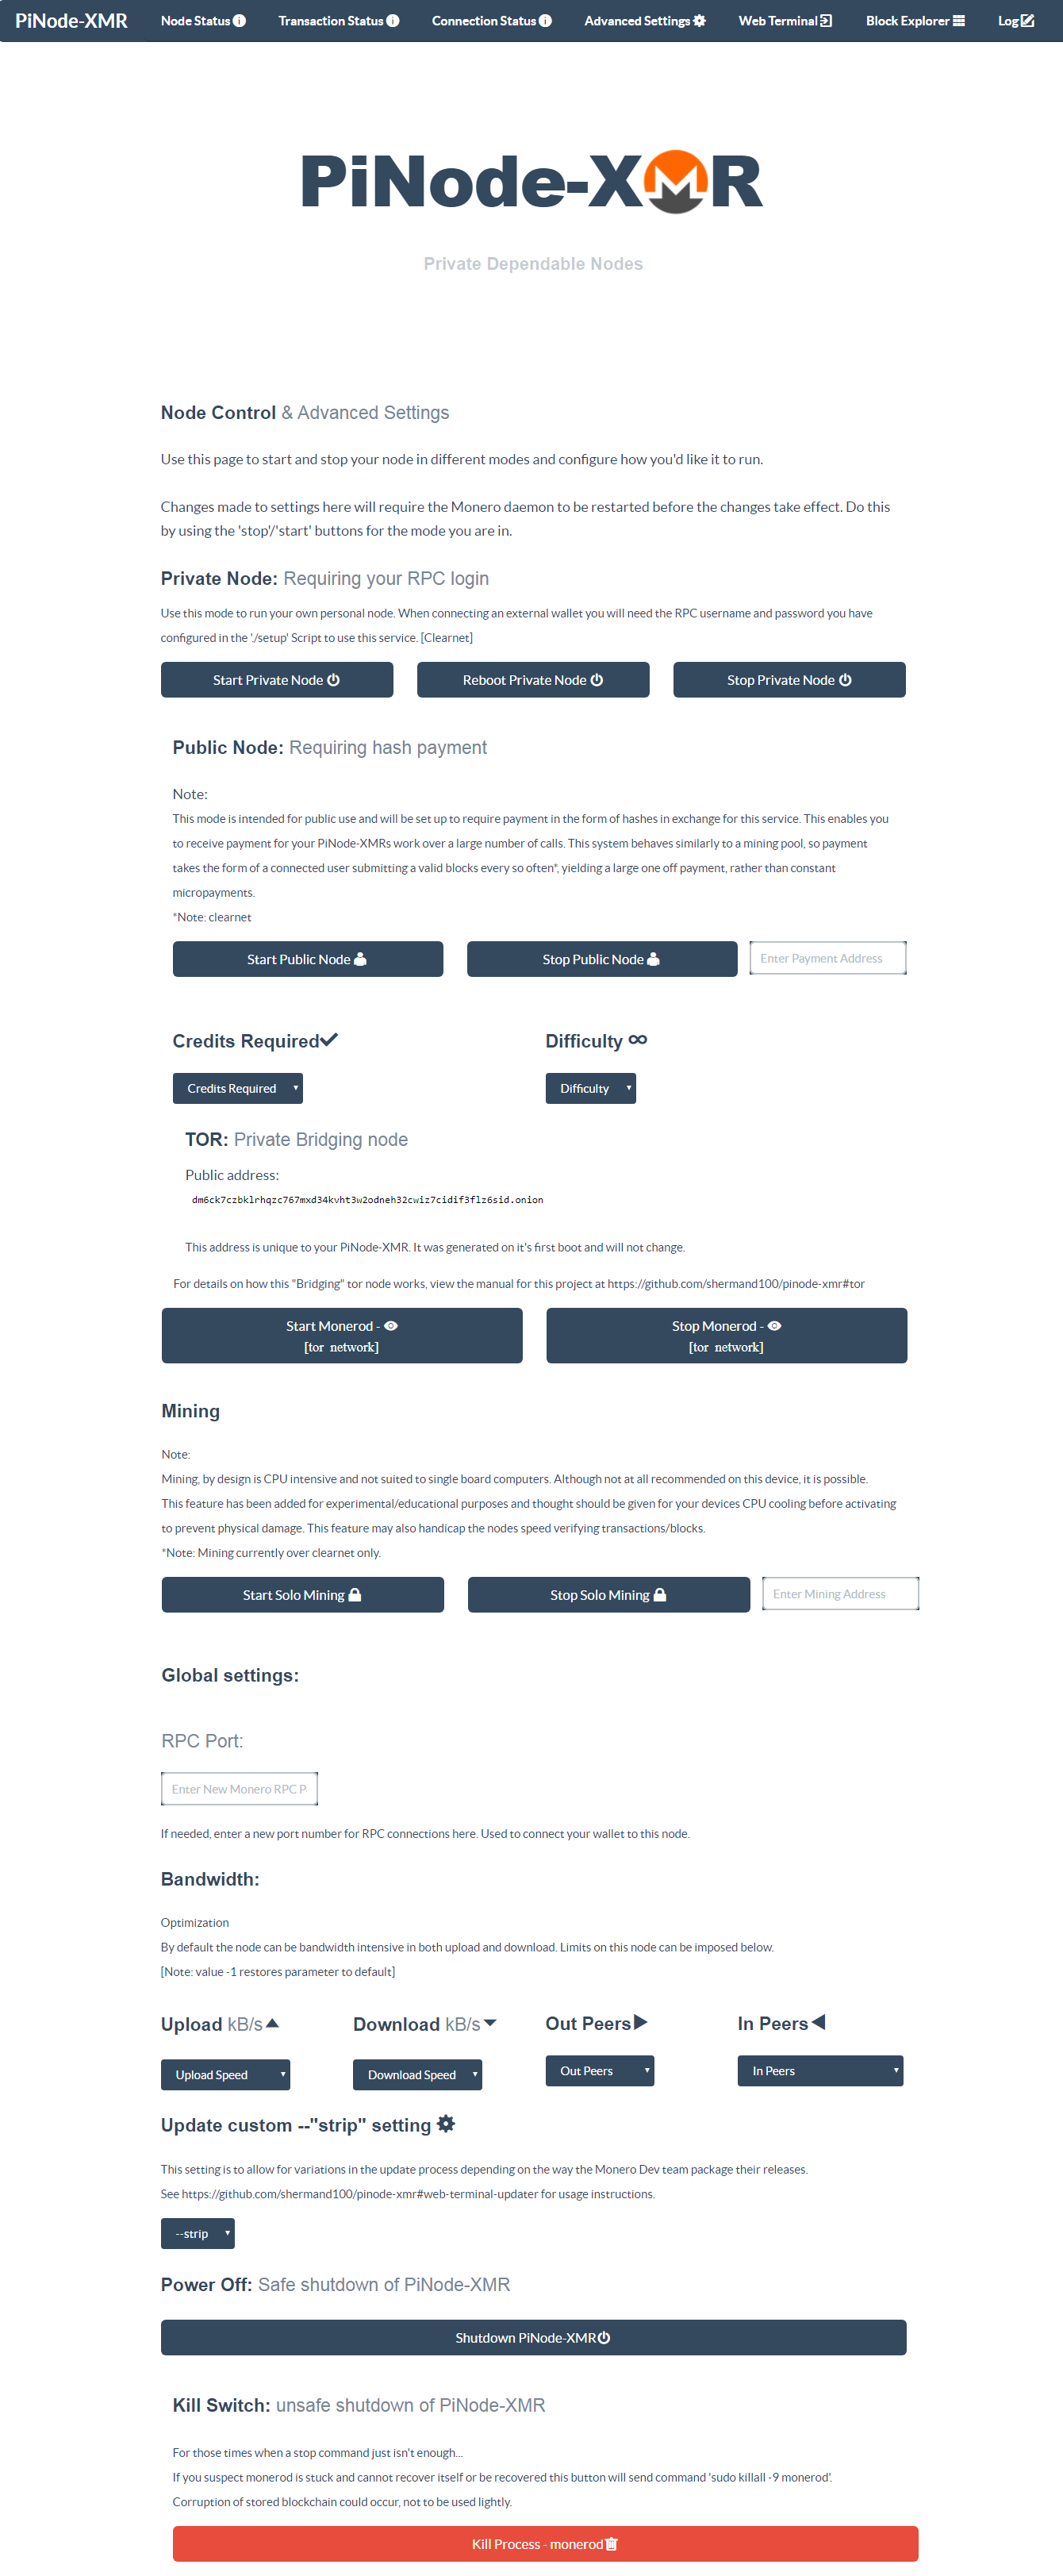 PiNode-XMR Node Status Transaction Status Connection Status Advanced Settings Web Terminal Block Explorer Log
PiNode-XMR
Private Dependable Nodes
Node Control & Advanced Settings
Use this page to start and stop your node in different modes and configure how you'd like it to run.
Changes made to settings here will require the Monero daemon to be restarted before the changes take effect. Do this
by using the 'stop'/'start' buttons for the mode you are in.
Private Node: Requiring your RPC login
Use this mode to run your own personal node. When connecting an external wallet you will need the RPC username and password you have
configured in the './setup' Script to use this service. [Clearnet]
Start Private Node Reboot Private Node Stop Private Node
Public Node: Requiring hash payment
Note:
This mode is intended for public use and will be set up to require payment in the form of hashes in exchange for this service. This enables you
to receive payment for your PiNode-XMRs work over a large number of calls. This system behaves similarly to a mining pool, so payment
takes the form of a connected user submitting a valid blocks every so often*, yielding a large one off payment, rather than constant
micropayments.
*Note: clearnet
Start Public Node Stop Public Node Enter Payment Address
Credits Required Difficulty
Credits Required Difficulty
TOR: Private Bridging node
Public address:
dm6ck7czbklrhqzc767mxd34kvht3w2odneh32cwiz7cidif3flz6sid.onion
This address is unique to your PiNode-XMR. It was generated on it's first boot and will not change.
For details on how this "Bridging" tor node works, view the manual for this project at https://github.com/shermand100/pinode-xmr#tor
Start Monerod - Stop Monerod -
[tor network] [tor network]
Mining
Note:
Mining, by design is CPU intensive and not suited to single board computers. Although not at all recommended on this device, it is possible.
This feature has been added for experimental/educational purposes and thought should be given for your devices CPU cooling before activating
to prevent physical damage. This feature may also handicap the nodes speed verifying transactions/blocks.
*Note: Mining currently over clearnet only.
Start Solo Mining Stop Solo Mining Enter Mining Address
Global settings:
RPC Port:
Enter New Monero RPC P
If needed, enter a new port number for RPC connections here. Used to connect your wallet to this node.
Bandwidth:
Optimization
By default the node can be bandwidth intensive in both upload and download. Limits on this node can be imposed below.
[Note: value -1 restores parameter to default]
Upload kB/s Download kB/s Out Peers In Peers
Upload Speed Download Speed Out Peers In Peers
Update custom --"strip" setting
This setting is to allow for variations in the update process depending on the way the Monero Dev team package their releases.
See https://github.com/shermand100/pinode-xmr#web-terminal-updater for usage instructions.
--strip
Power Off: Safe shutdown of PiNode-XMR
Shutdown PiNode-XMR
Kill Switch: unsafe shutdown of PiNode-XMR
For those times when a stop command just isn't enough...
If you suspect monerod is stuck and cannot recover itself or be recovered this button will send command 'sudo killall -9 monerod'.
Corruption of stored blockchain could occur, not to be used lightly.
Kill Process - monerod